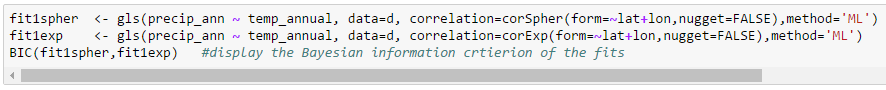 fit1spher  <- gls(precip_ann ~ temp_annual, data=d, correlation=corSpher(form=~lat+lon,nugget=FALSE),method='ML')
fit1exp    <- gls(precip_ann ~ temp_annual, data=d, correlation=corExp(form=~lat+lon,nugget=FALSE),method='ML')
BIC(fit1spher,fit1exp)   #display the Bayesian information crtierion of the fits